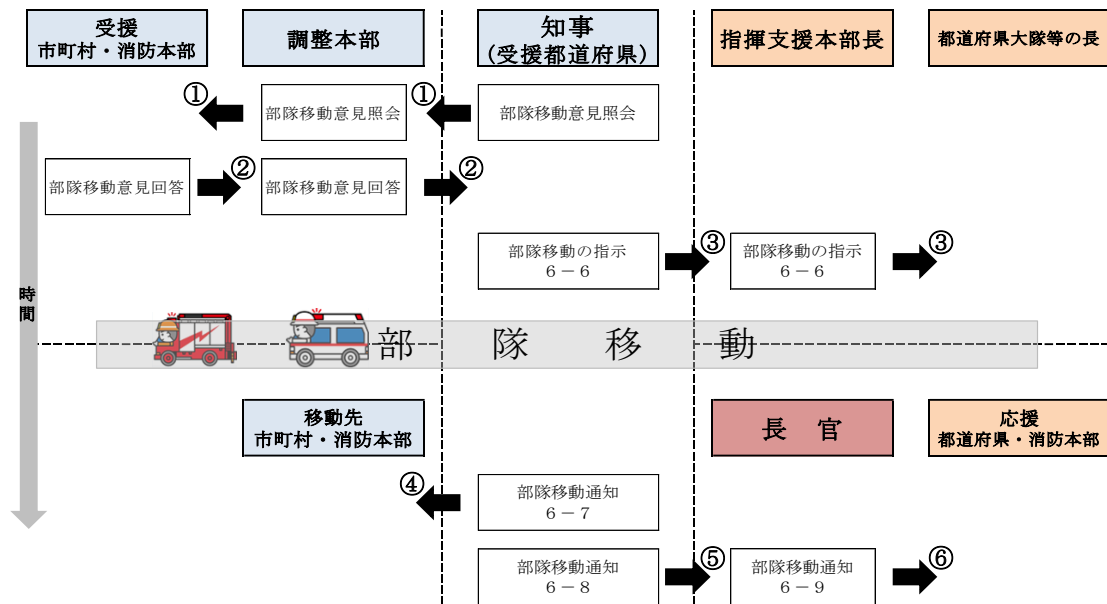 受援
市町村・消防本部
調整本部
知事
(受援都道府県)
指揮支援本部長
都道府県大隊等の長
①
部隊移動意見照会
①
部隊移動意見照会
部隊移動意見回答
②
部隊移動意見回答
②
部隊移動の指示
6-6
③
部隊移動の指示
6-6
③
時間
部隊移動
移動先
市町村・消防本部
長官
応援
都道府県・消防本部
④
部隊移動通知
6-7
部隊移動通知
6-8
⑤
部隊移動通知
6-9
⑥